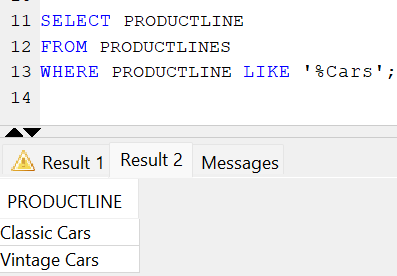 11 SELECT PRODUCTLINE
12 FROM PRODUCTLINES
13 WHERE PRODUCTLINE LIKE '%Cars';
14
Result 1 Result 2 Messages
PRODUCTLINE
Classic Cars
Vintage Cars